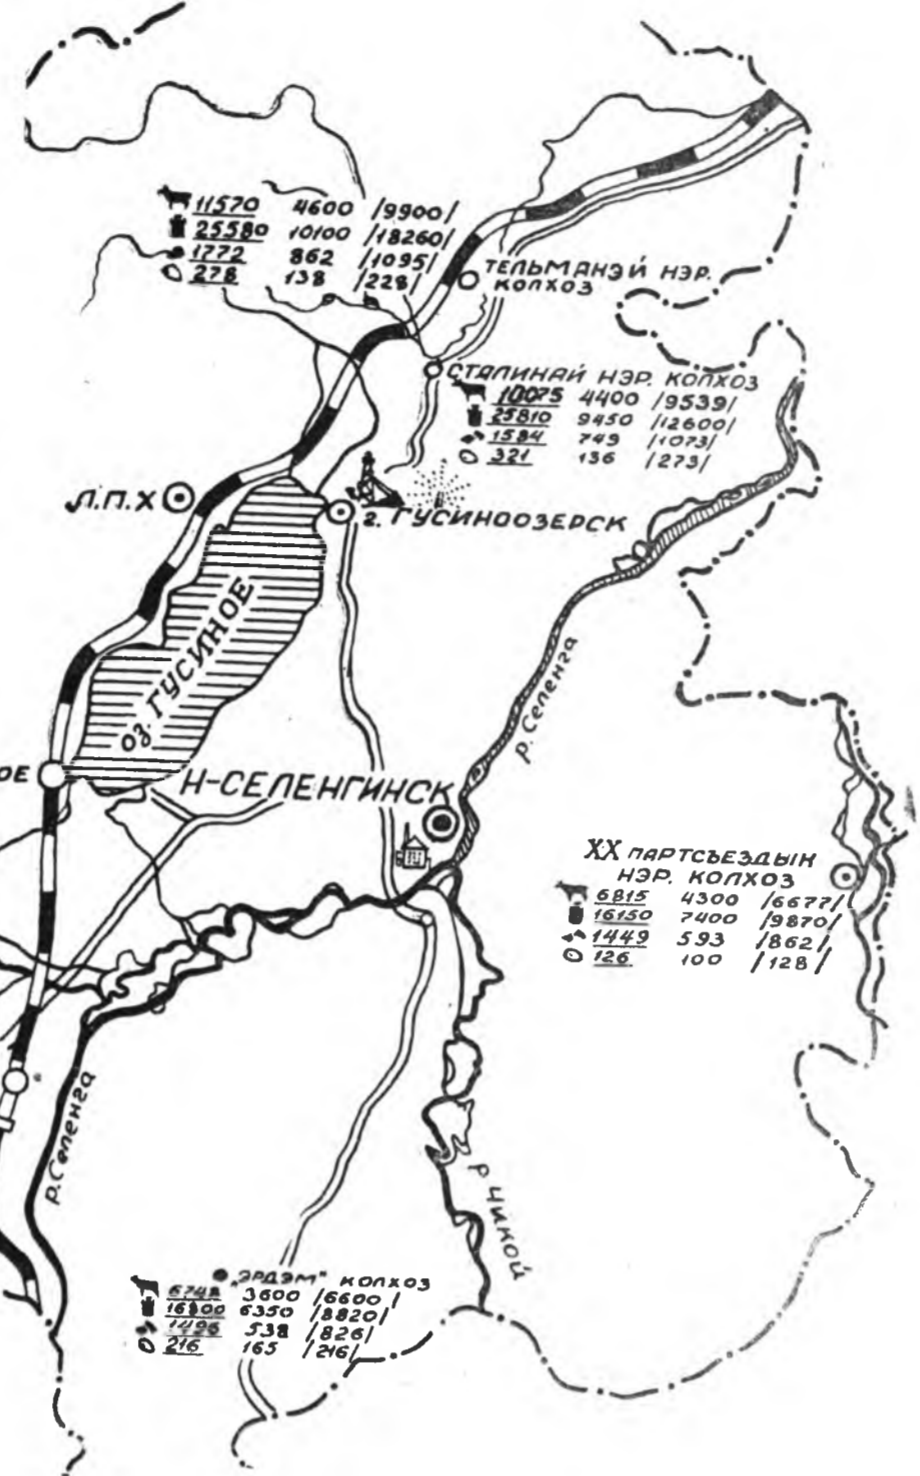 11570 4600 /9900/
25580 10100 /18260/
1772 862 /1095/
278 138 /228/
ТЕЛЬМАНЭЙ НЭР.
КОЛХОЗ
СТАЛИНАЙ НЭР. КОЛХОЗ
10075 4400 /9539/
25810 9450 /12600/
1584 749 /1073/
321 136 /273/
Л.П.Х
г. ГУСИНООЗЕРСК
оз. ГУСИНОЕ
р. Селенга
ОЕ
Н-СЕЛЕНГИНСК
XX ПАРТСЪЕЗДЫН
НЭР. КОЛХОЗ
6815 4300 /6677/
16150 7400 /9870/
1449 593 /862/
126 100 /128/
р. Селенга
р Чикой
„ЭРДЭМ" КОЛХОЗ
6748 3600 /6600/
16800 6350 /8820/
538 /826/
216 165 /216/